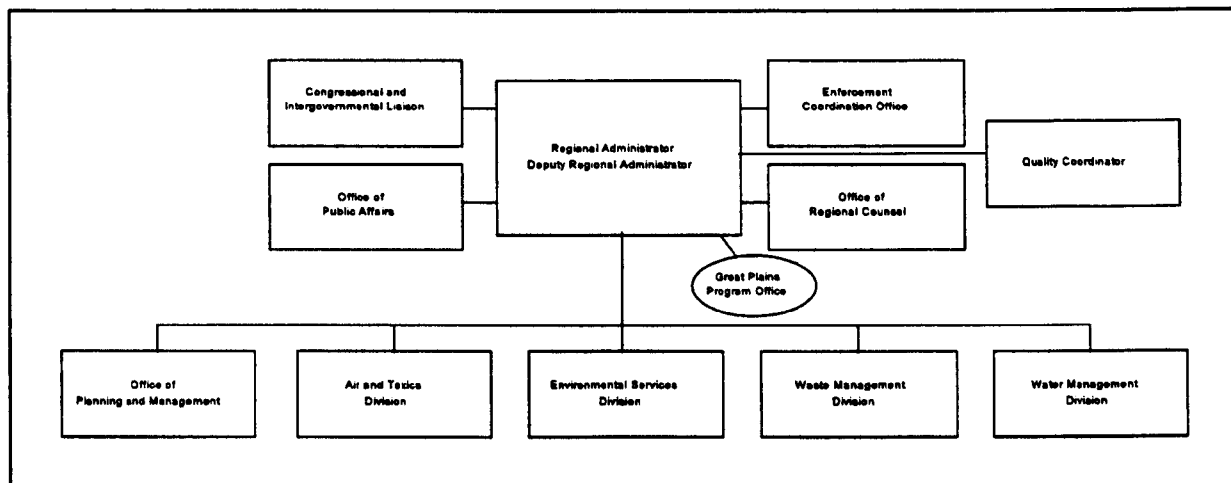 Congressional and
Intergovernmental Liaison
Enforcement
Coordination Office
Regional Administrator
Deputy Regional Administrator
Quality Coordinator
Office of
Public Affairs
Office of
Regional Counsel
Great Plains
Program Office
Office of
Planning and Management
Air and Toxics
Division
Environmental Services
Division
Waste Management
Division
Water Management
Division